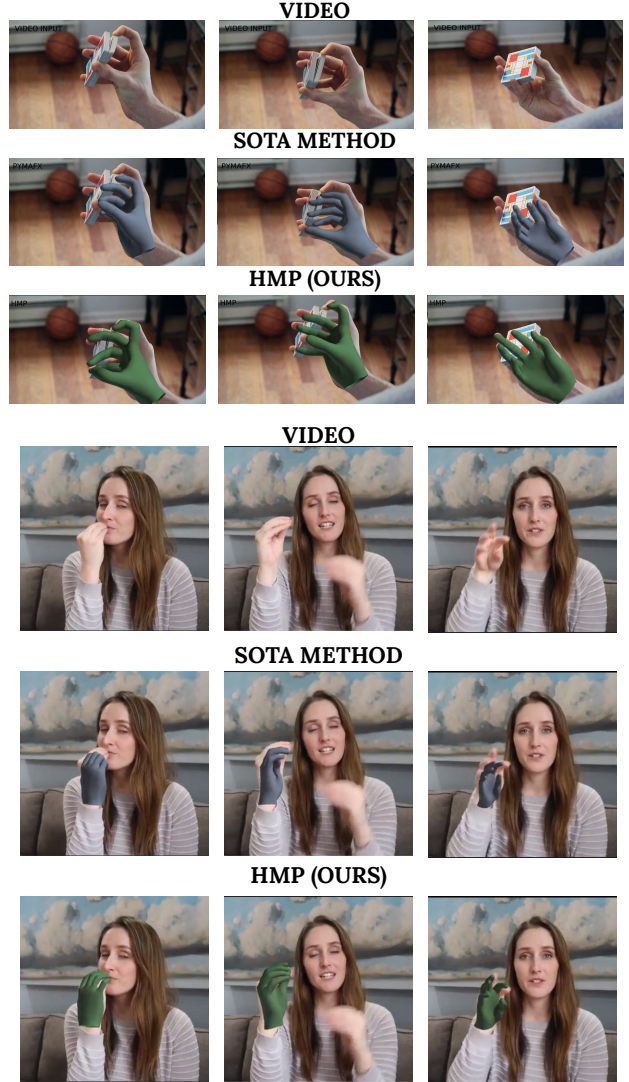 VIDEO
VIDEO INPUT VIDEO INPUT VIDEO INPUT
SOTA METHOD
PYMAFX PYMAFX PYMAFX
HMP (OURS)
HMP HMP HMP
VIDEO
SOTA METHOD
HMP (OURS)